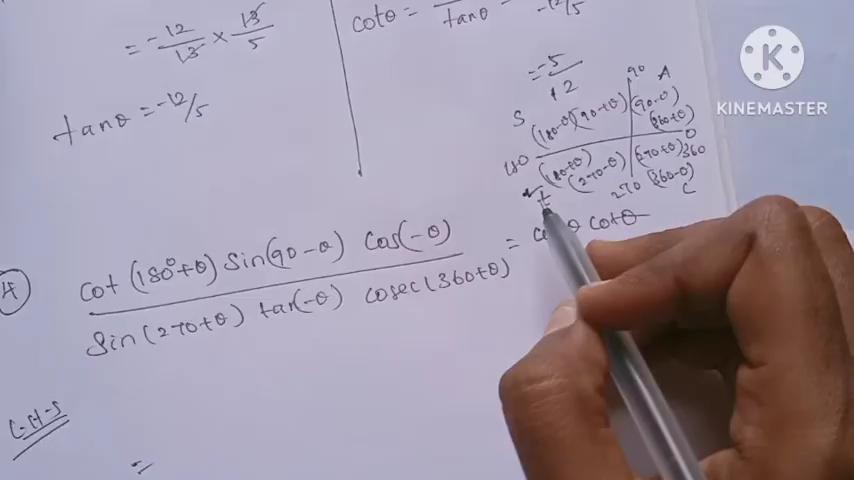 = -12/13 × 13/5
tanθ = -12/5
cotθ = /tanθ = -12/5
= -5/12
90 A
S (180-θ)(90+θ) (90-θ)
(360+θ)
180 0
(180+θ) (270+θ) 360
(270-θ) (360-θ)
t 270 C
4 cot (180°+θ) Sin(90-θ) Cos(-θ) / Sin (270+θ) tan(-θ) cosec(360+θ) = cosθ cotθ
L-H-S
=
KINEMASTER